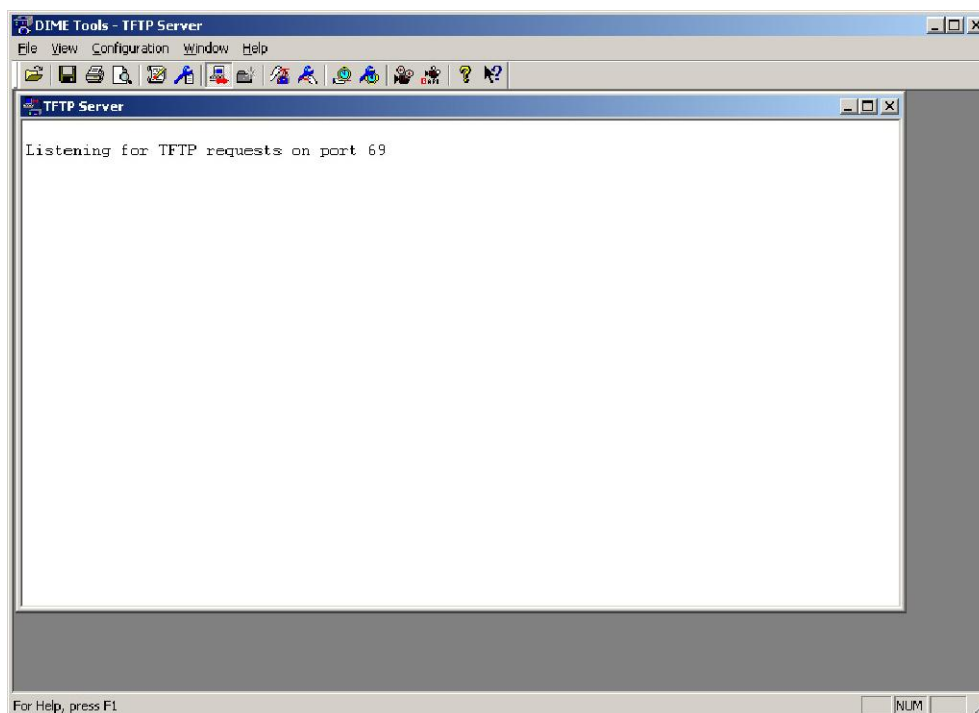 DIME Tools - TFTP Server
File View Configuration Window Help
TFTP Server
Listening for TFTP requests on port 69
For Help, press F1
NUM